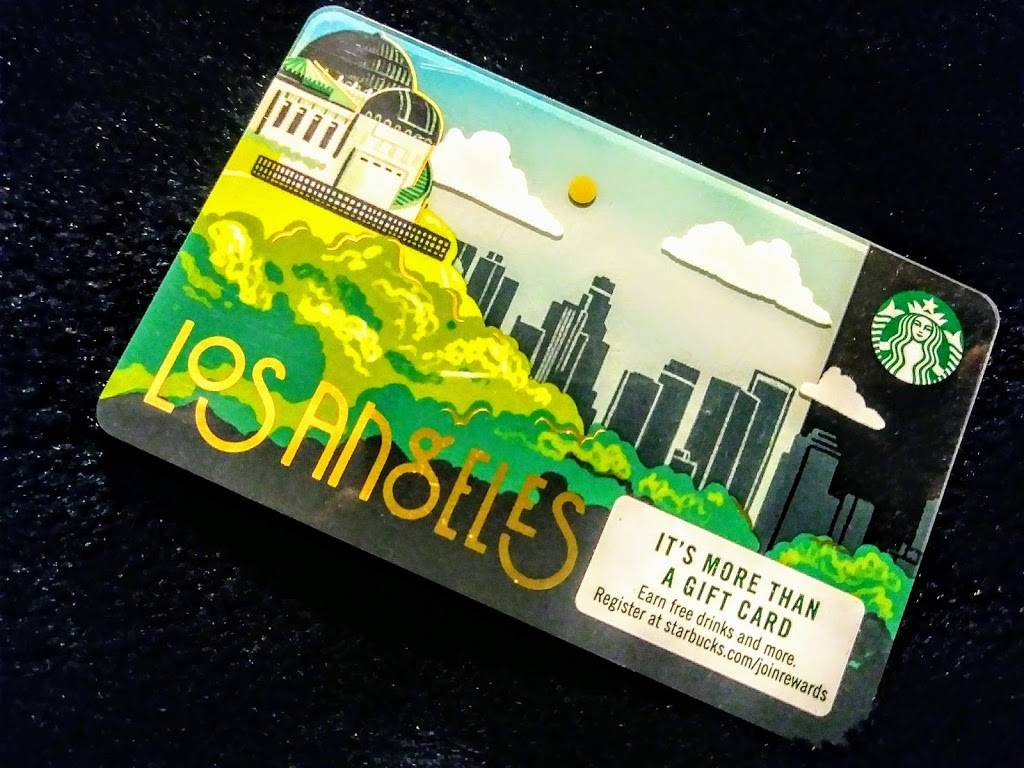 LOS ANGELES
IT'S MORE THAN
A GIFT CARD
Earn free drinks and more.
Register at starbucks.com/joinrewards